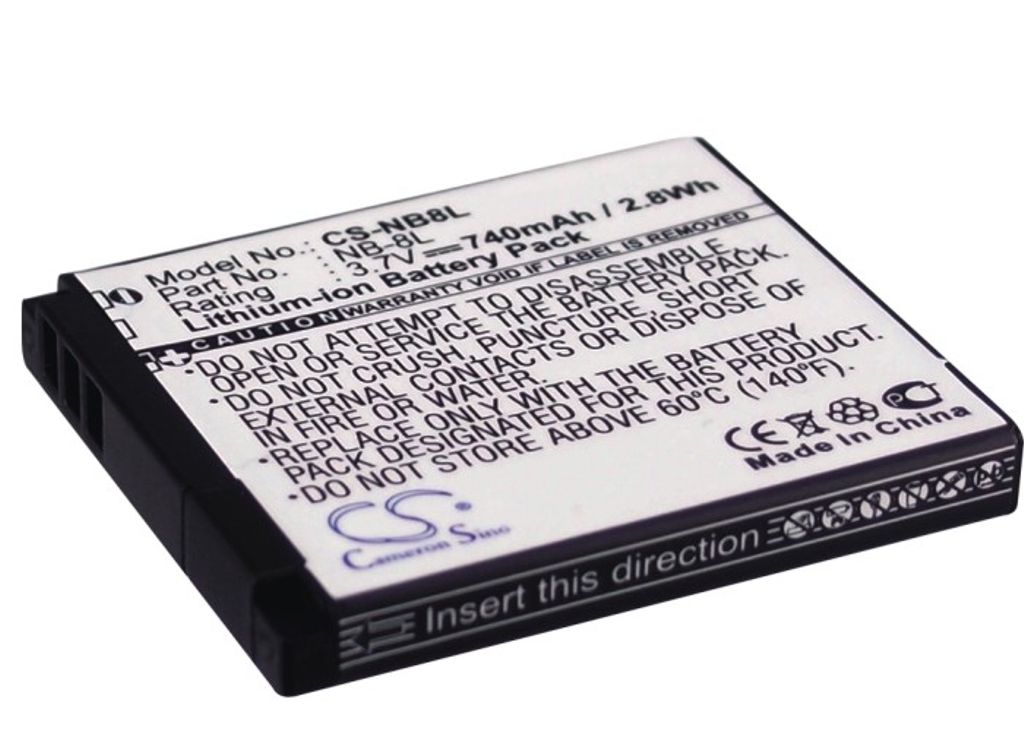 Model No.: CS-NB8L
Part No. : NB-8L
Rating : 3.7V 740mAh / 2.8Wh
Lithium-ion Battery Pack
CAUTION WARRANTY VOID IF LABEL IS REMOVED
•DO NOT ATTEMPT TO DISASSEMBLE,
OPEN OR SERVICE THE BATTERY PACK.
•DO NOT CRUSH, PUNCTURE, SHORT
EXTERNAL CONTACTS OR DISPOSE OF
IN FIRE OR WATER.
•REPLACE ONLY WITH THE BATTERY
PACK DESIGNATED FOR THIS PRODUCT.
•DO NOT STORE ABOVE 60°C (140°F).
CE
Made in China
CS®
Cameron Sino
Insert this direction